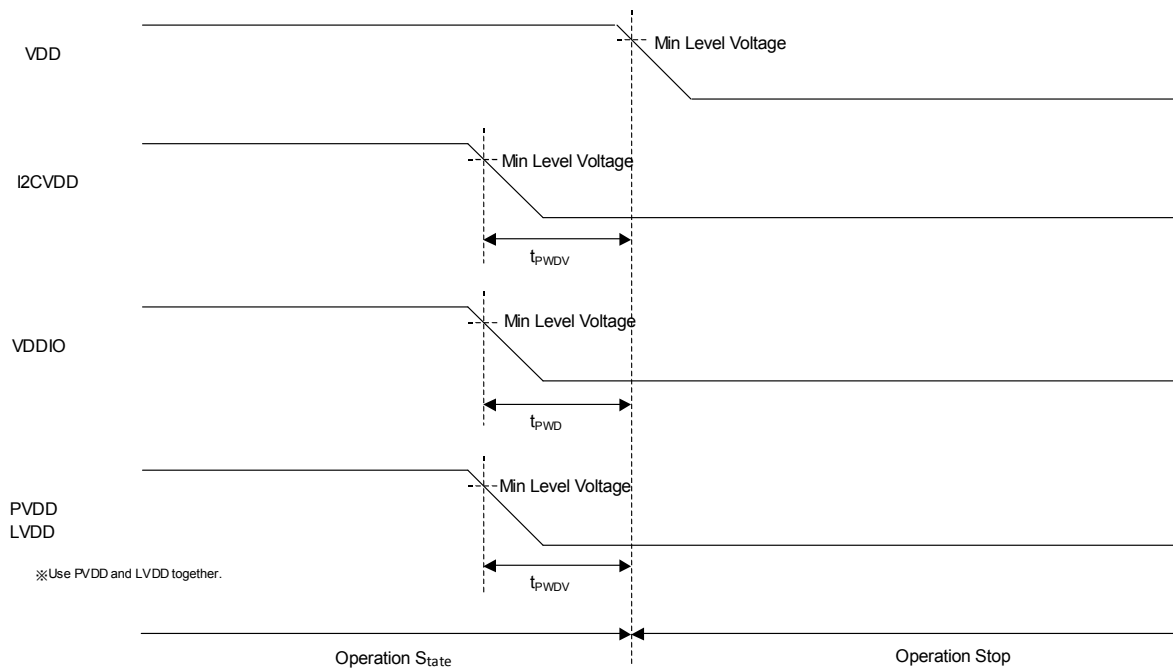 VDD
Min Level Voltage
I2CVDD
Min Level Voltage
tPWDV
VDDIO
Min Level Voltage
tPWD
PVDD
LVDD
Min Level Voltage
※Use PVDD and LVDD together.
tPWDV
Operation State
Operation Stop